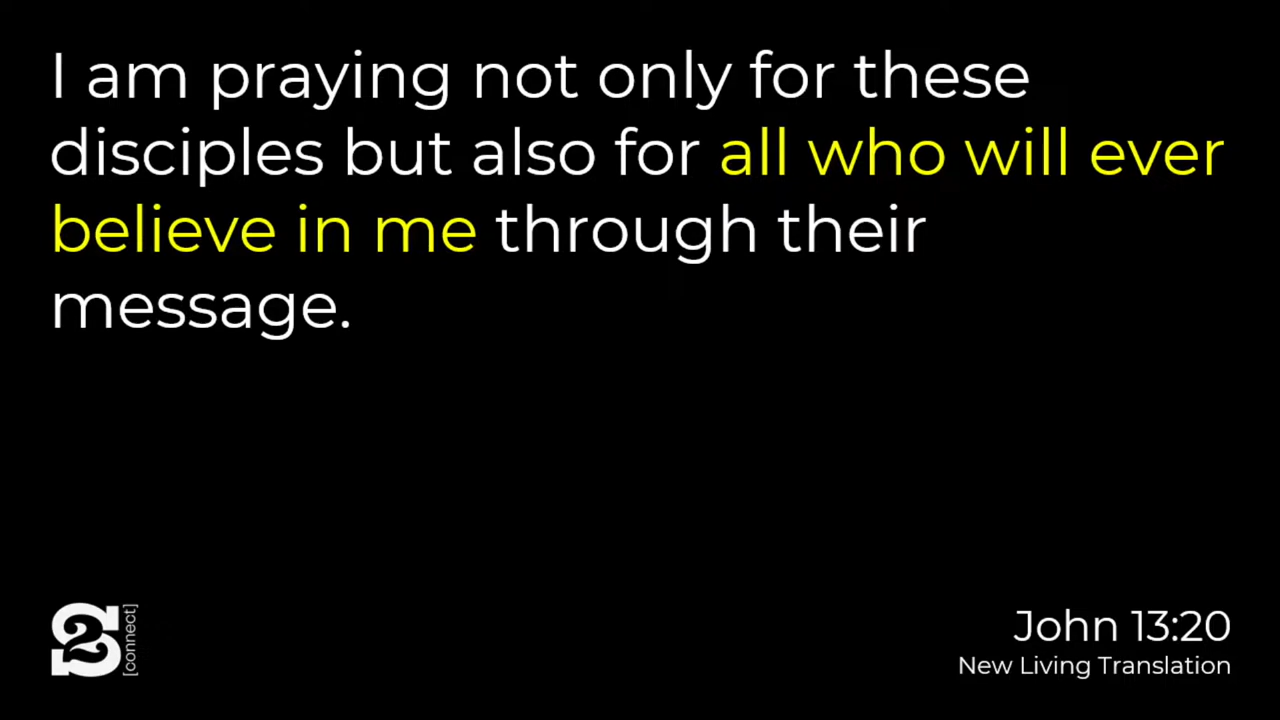 I am praying not only for these
disciples but also for all who will ever
believe in me through their
message.
S2
[connect]
John 13:20
New Living Translation